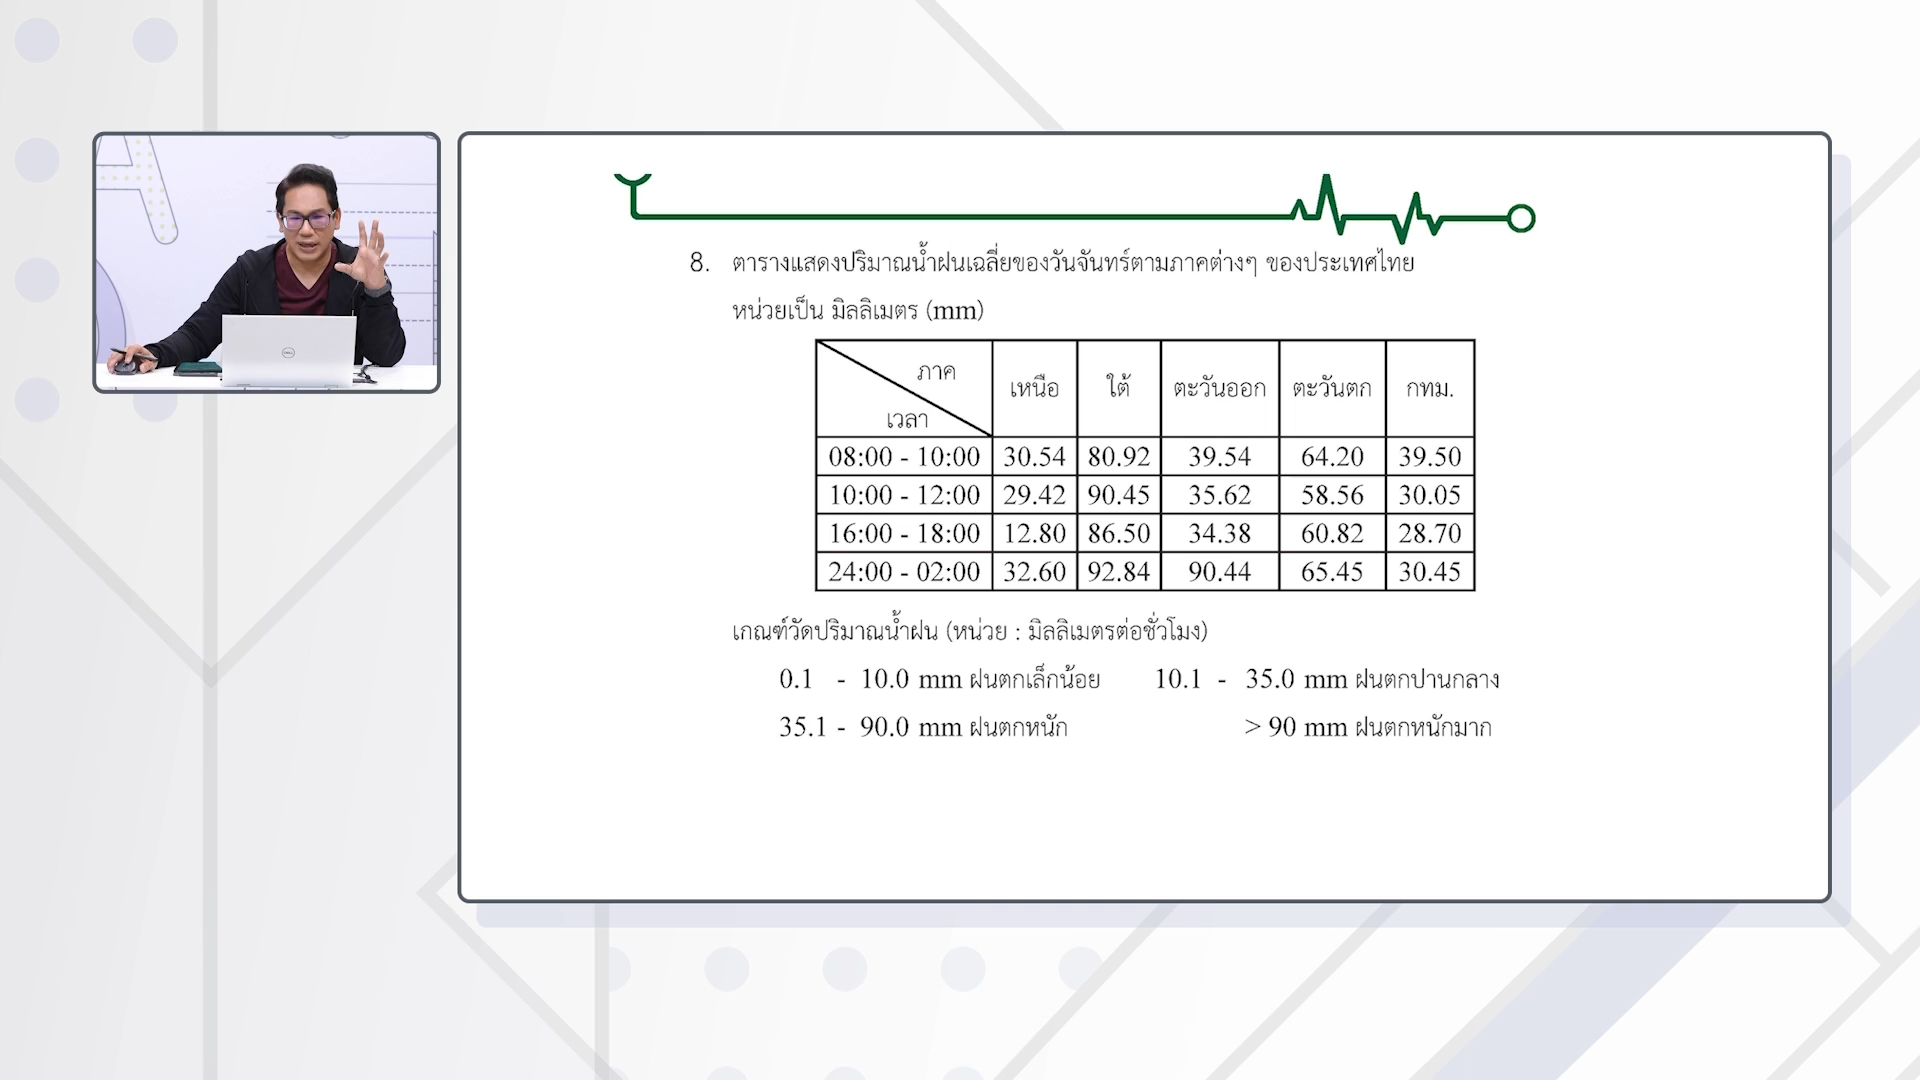 8. ตารางแสดงปริมาณน้ำฝนเฉลี่ยของวันจันทร์ตามภาคต่างๆ ของประเทศไทย
หน่วยเป็น มิลลิเมตร (mm)
ภาค เวลา เหนือ ใต้ ตะวันออก ตะวันตก กทม.
08:00 - 10:00 30.54 80.92 39.54 64.20 39.50
10:00 - 12:00 29.42 90.45 35.62 58.56 30.05
16:00 - 18:00 12.80 86.50 34.38 60.82 28.70
24:00 - 02:00 32.60 92.84 90.44 65.45 30.45
เกณฑ์วัดปริมาณน้ำฝน (หน่วย : มิลลิเมตรต่อชั่วโมง)
0.1 - 10.0 mm ฝนตกเล็กน้อย 10.1 - 35.0 mm ฝนตกปานกลาง
35.1 - 90.0 mm ฝนตกหนัก > 90 mm ฝนตกหนักมาก